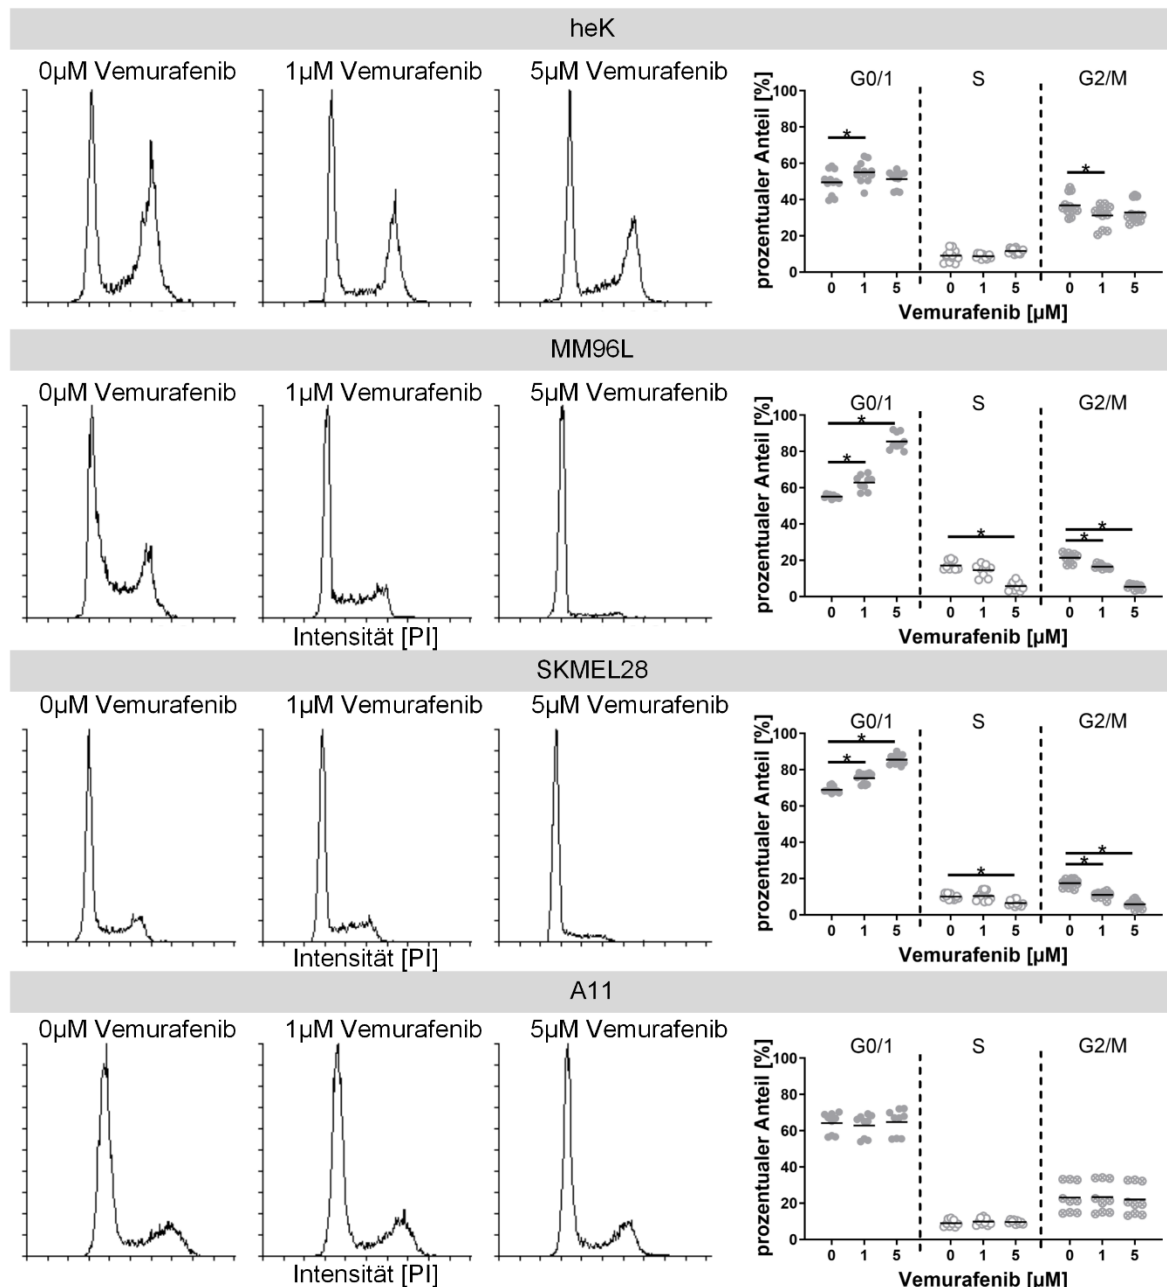 heK
0µM Vemurafenib 1µM Vemurafenib 5µM Vemurafenib
G0/1 S G2/M
prozentualer Anteil [%]
100
80
60
40
20
0
* *
0 1 5 0 1 5 0 1 5
Vemurafenib [µM]
MM96L
0µM Vemurafenib 1µM Vemurafenib 5µM Vemurafenib
Intensität [PI]
G0/1 S G2/M
prozentualer Anteil [%]
100
80
60
40
20
0
* * * * *
0 1 5 0 1 5 0 1 5
Vemurafenib [µM]
SKMEL28
0µM Vemurafenib 1µM Vemurafenib 5µM Vemurafenib
Intensität [PI]
G0/1 S G2/M
prozentualer Anteil [%]
100
80
60
40
20
0
* * * * *
0 1 5 0 1 5 0 1 5
Vemurafenib [µM]
A11
0µM Vemurafenib 1µM Vemurafenib 5µM Vemurafenib
Intensität [PI]
G0/1 S G2/M
prozentualer Anteil [%]
100
80
60
40
20
0
0 1 5 0 1 5 0 1 5
Vemurafenib [µM]